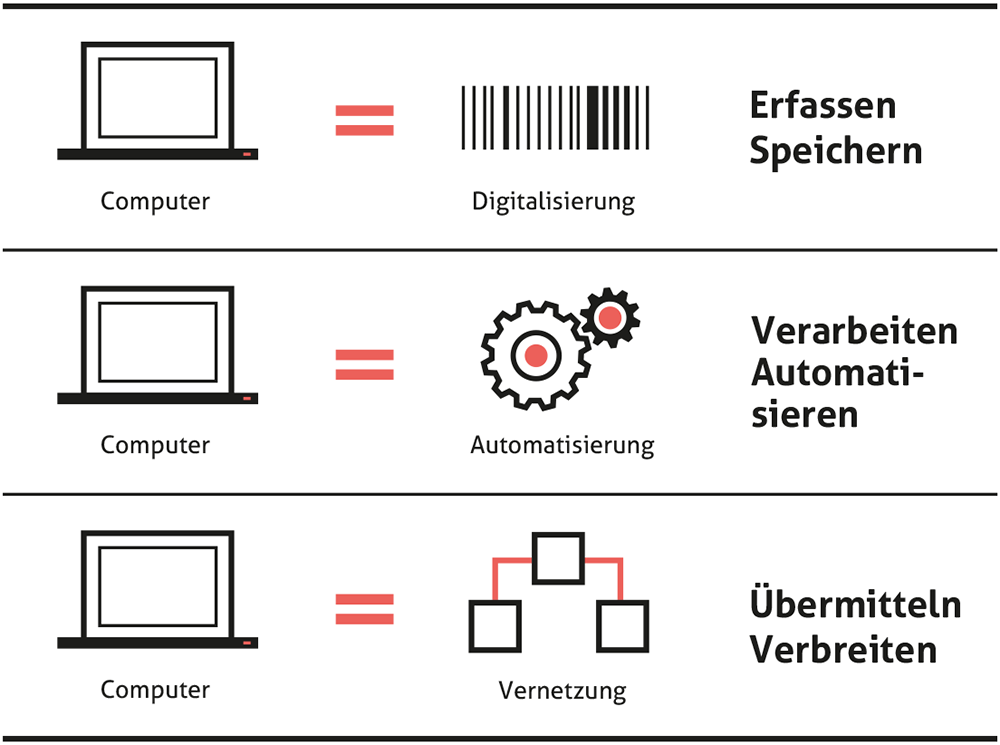 Computer
Digitalisierung
Erfassen
Speichern
Computer
Automatisierung
Verarbeiten
Automati-
sieren
Computer
Vernetzung
Übermitteln
Verbreiten